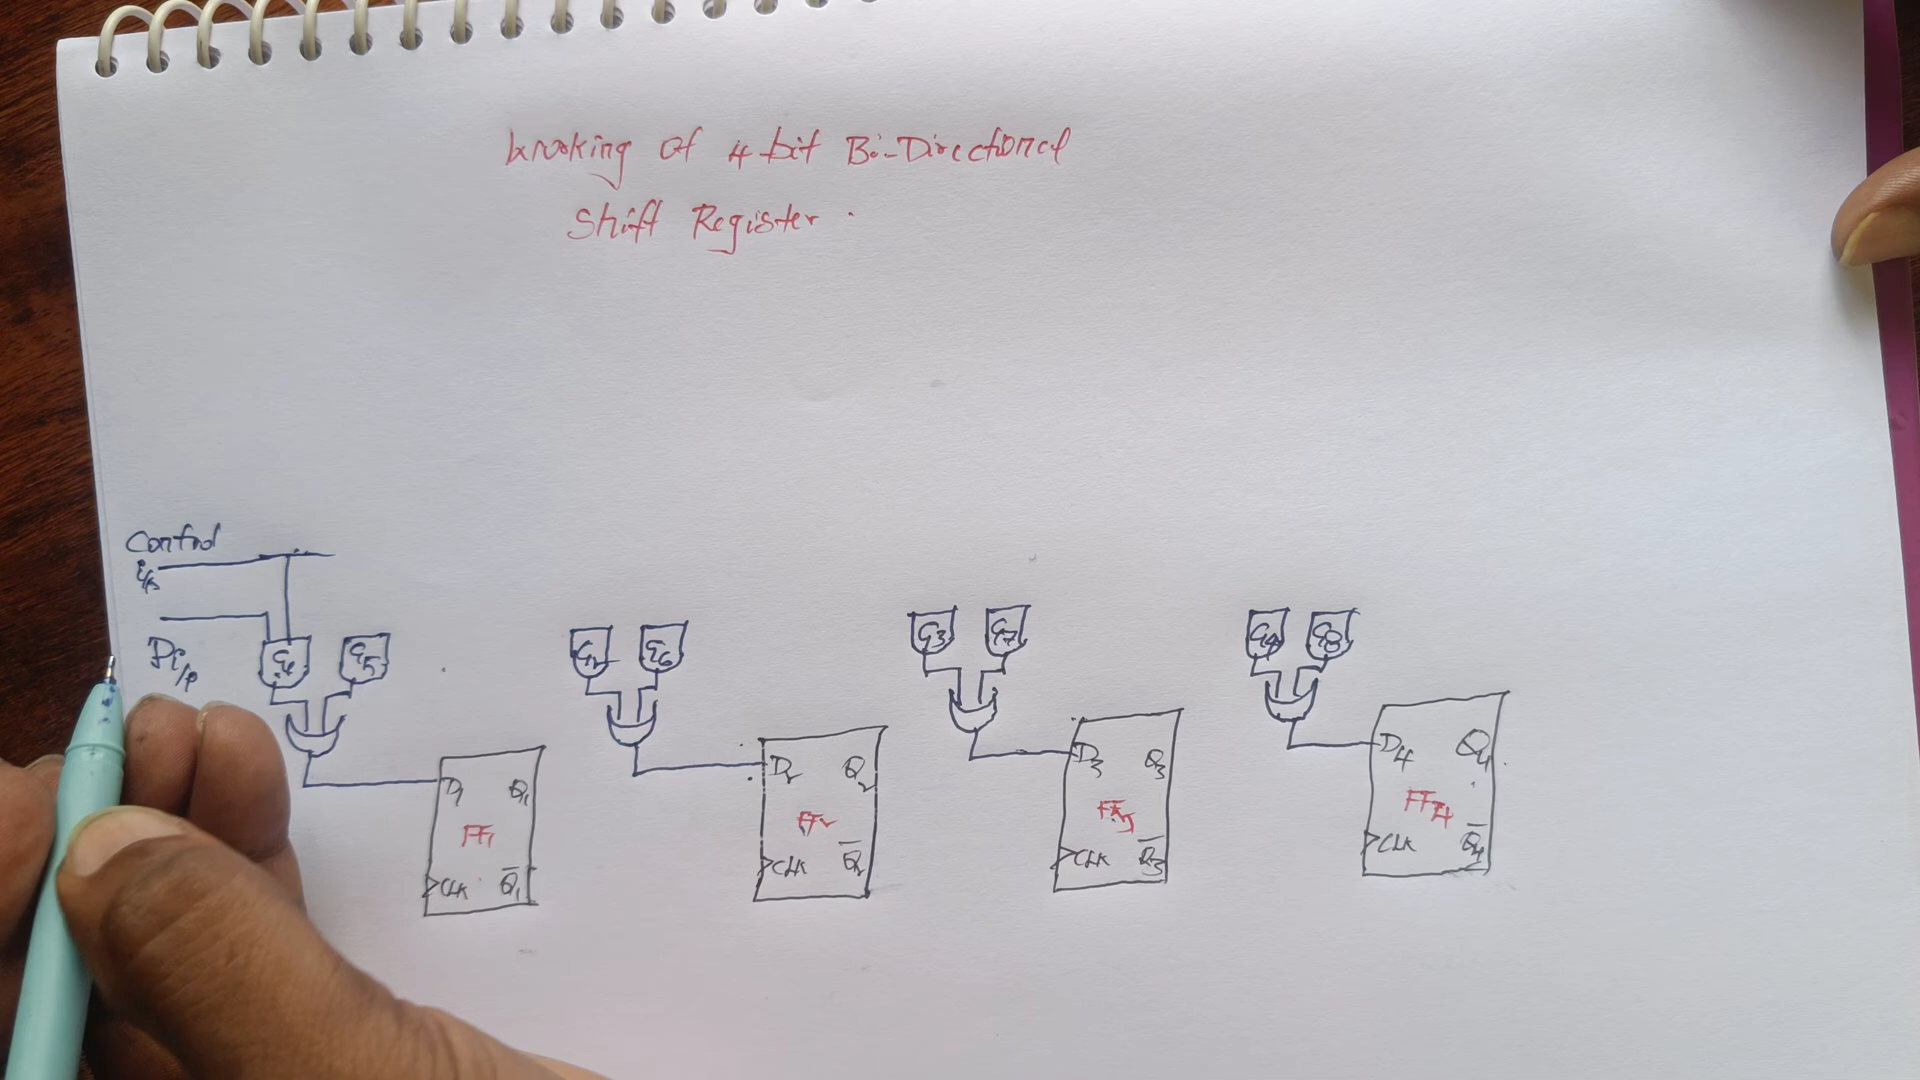 Working of 4 bit Bi-Directional
Shift Register.
Control
i/p
D i/p
G1 G5 G2 G6 G3 G7 G4 G8
D1 Q1 D2 Q2 D3 Q3 D4 Q4
FF1 FF2 FF3 FF4
CLK Q̅1 CLK Q̅2 CLK Q̅3 CLK Q̅4